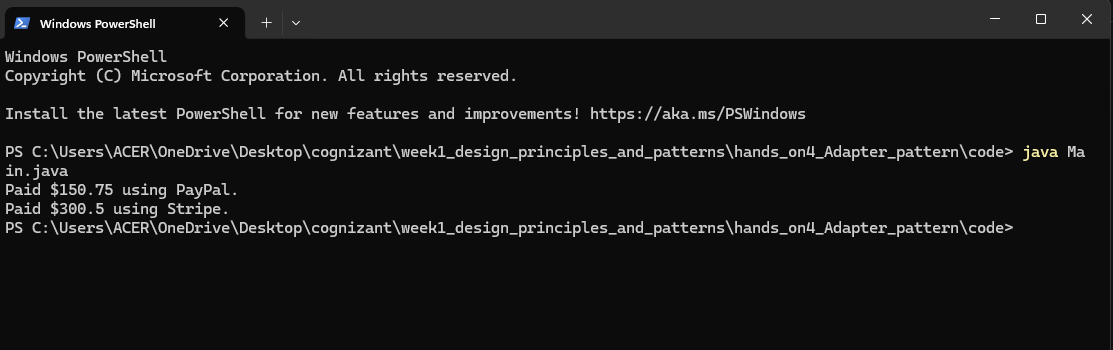 Windows PowerShell
Windows PowerShell
Copyright (C) Microsoft Corporation. All rights reserved.
Install the latest PowerShell for new features and improvements! https://aka.ms/PSWindows
PS C:\Users\ACER\OneDrive\Desktop\cognizant\week1_design_principles_and_patterns\hands_on4_Adapter_pattern\code> java Ma
in.java
Paid $150.75 using PayPal.
Paid $300.5 using Stripe.
PS C:\Users\ACER\OneDrive\Desktop\cognizant\week1_design_principles_and_patterns\hands_on4_Adapter_pattern\code>